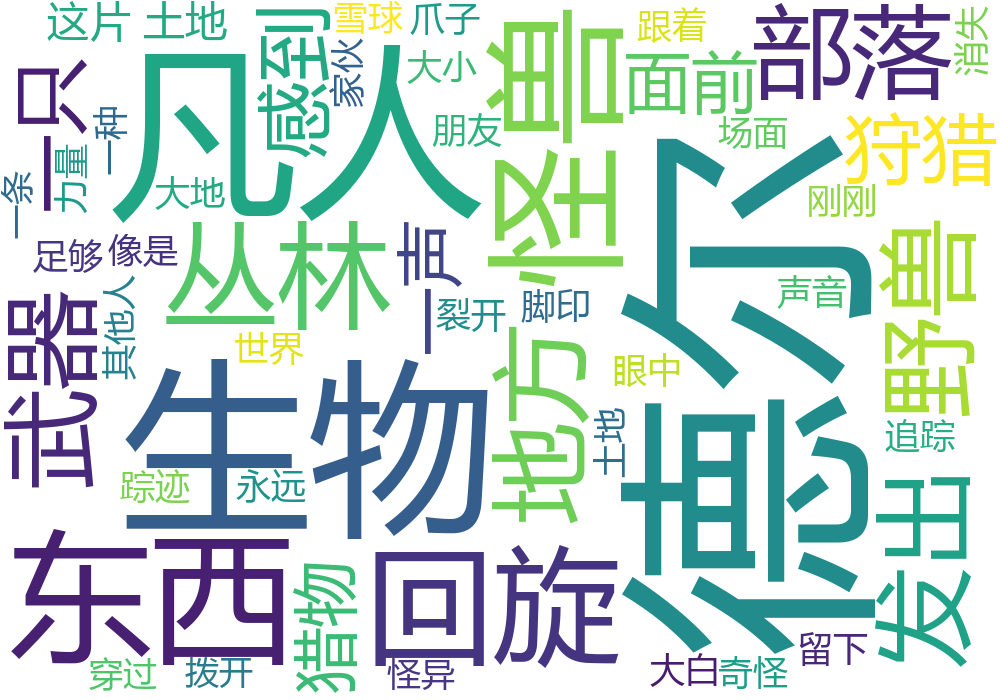 这片 土地
雪球
爪子
跟着
部落
消失
凡人
感到
家伙
大小
怪兽
面前
一只
一种
朋友
场面
狩猎
力量
大地
德尔
刚刚
一条
足够
像是
丛林
一声
野兽
武器
其他人
世界
裂开
脚印
声音
生物
地方
眼中
土地
追踪
踪迹
永远
发出
东西
猎物
回旋
穿过
拨开
怪异
大白
奇怪
留下